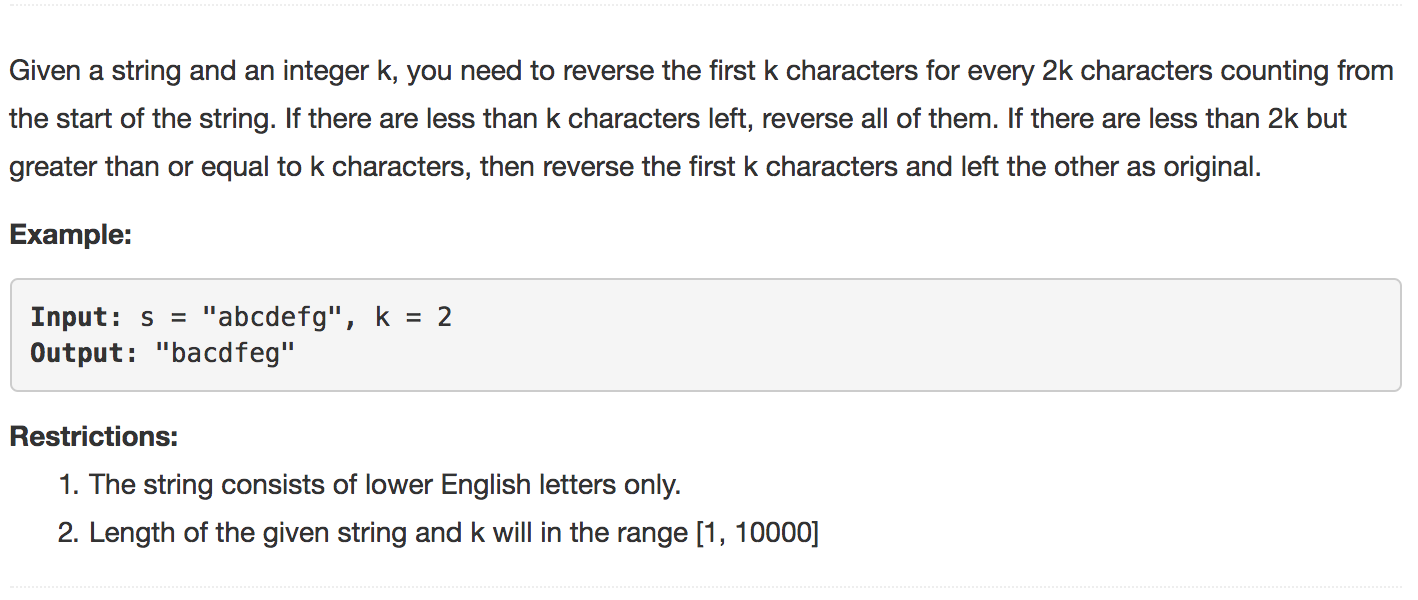 Given a string and an integer k, you need to reverse the first k characters for every 2k characters counting from
the start of the string. If there are less than k characters left, reverse all of them. If there are less than 2k but
greater than or equal to k characters, then reverse the first k characters and left the other as original.
Example:
Input: s = "abcdefg", k = 2
Output: "bacdfeg"
Restrictions:
1. The string consists of lower English letters only.
2. Length of the given string and k will in the range [1, 10000]